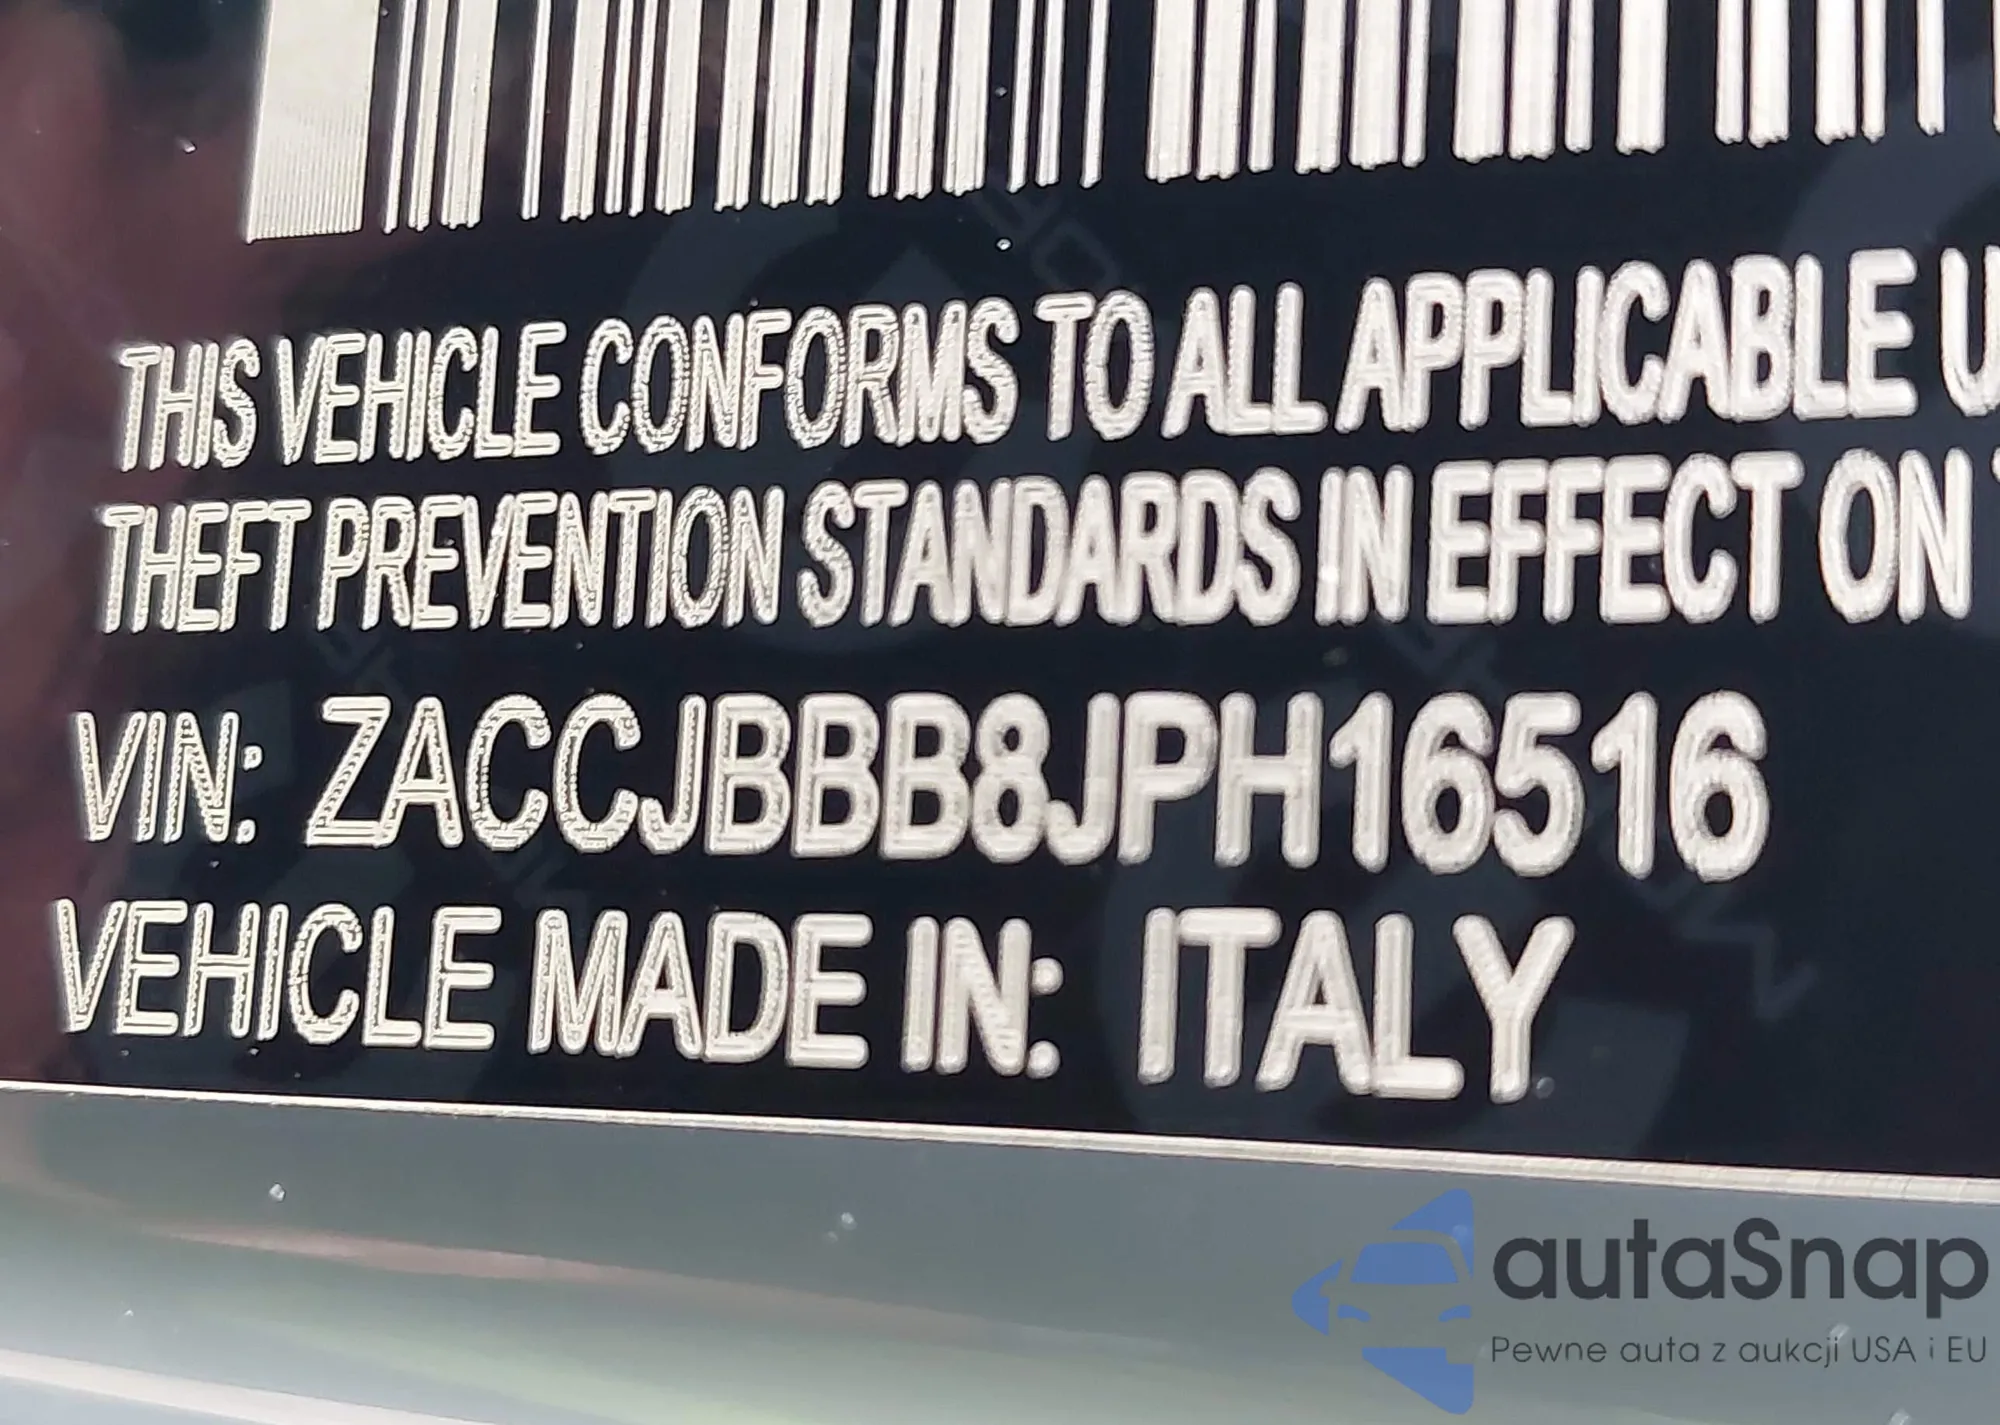 THIS VEHICLE CONFORMS TO ALL APPLICABLE U
THEFT PREVENTION STANDARDS IN EFFECT ON
VIN: ZACCJBBB8JPH16516
VEHICLE MADE IN: ITALY
autaSnap
Pewne auta z aukcji USA i EU